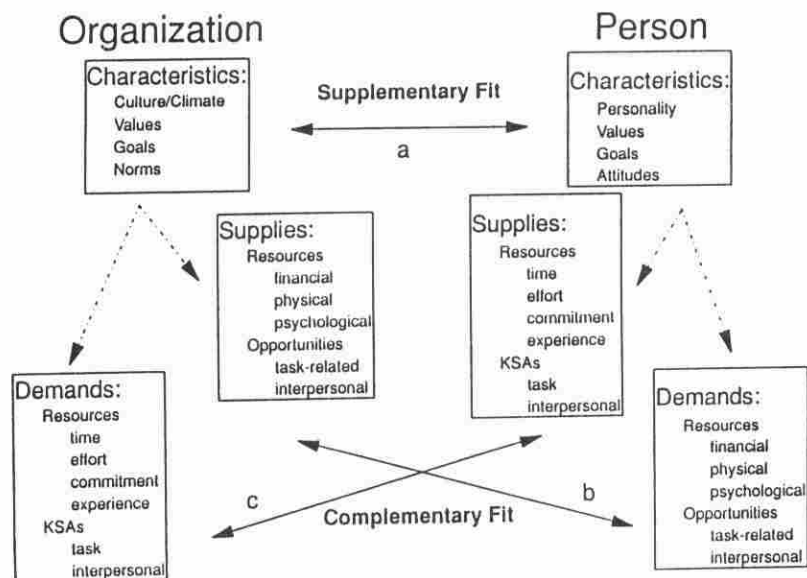 Organization
Person
Characteristics:
Culture/Climate
Values
Goals
Norms
Supplementary Fit
a
Characteristics:
Personality
Values
Goals
Attitudes
Supplies:
Resources
financial
physical
psychological
Opportunities
task-related
interpersonal
Supplies:
Resources
time
effort
commitment
experience
KSAs
task
interpersonal
Demands:
Resources
time
effort
commitment
experience
KSAs
task
interpersonal
c
b
Complementary Fit
Demands:
Resources
financial
physical
psychological
Opportunities
task-related
interpersonal